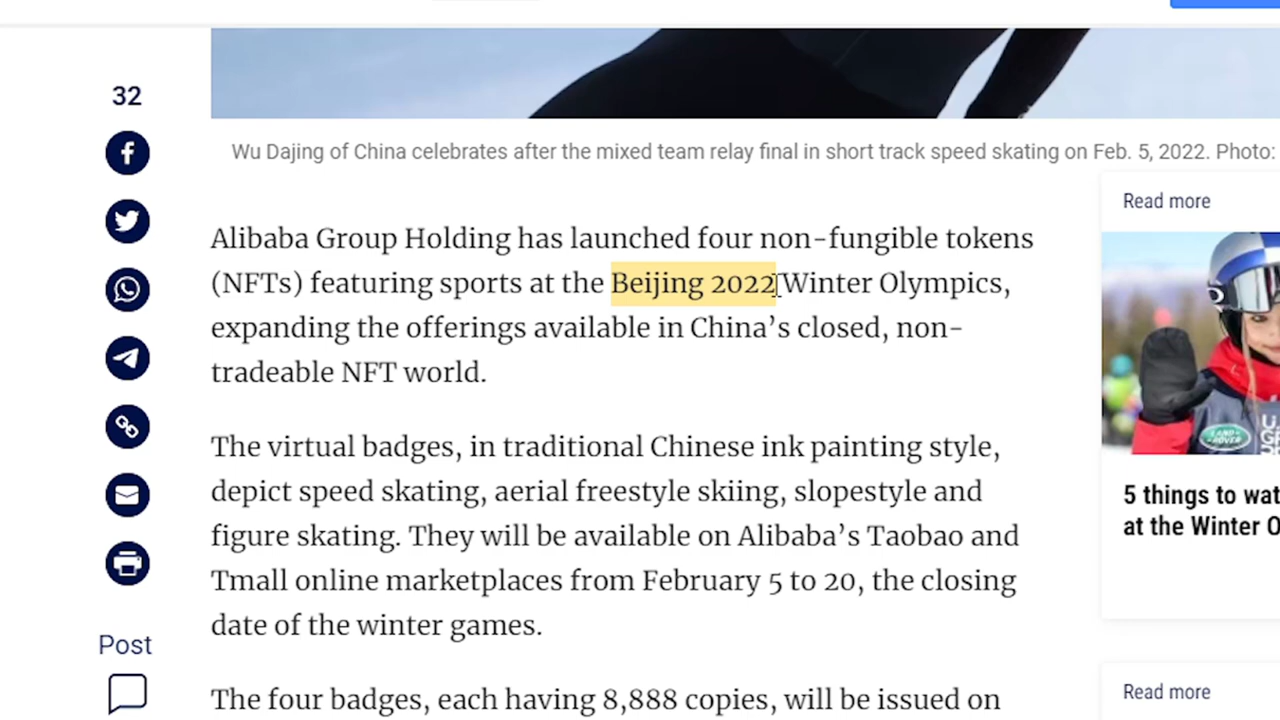 32
Wu Dajing of China celebrates after the mixed team relay final in short track speed skating on Feb. 5, 2022. Photo:
Alibaba Group Holding has launched four non-fungible tokens
(NFTs) featuring sports at the Beijing 2022 Winter Olympics,
expanding the offerings available in China’s closed, non-
tradeable NFT world.
The virtual badges, in traditional Chinese ink painting style,
depict speed skating, aerial freestyle skiing, slopestyle and
figure skating. They will be available on Alibaba’s Taobao and
Tmall online marketplaces from February 5 to 20, the closing
date of the winter games.
The four badges, each having 8,888 copies, will be issued on
Post
Read more
LAND
ROVER
5 things to wat
at the Winter O
Read more